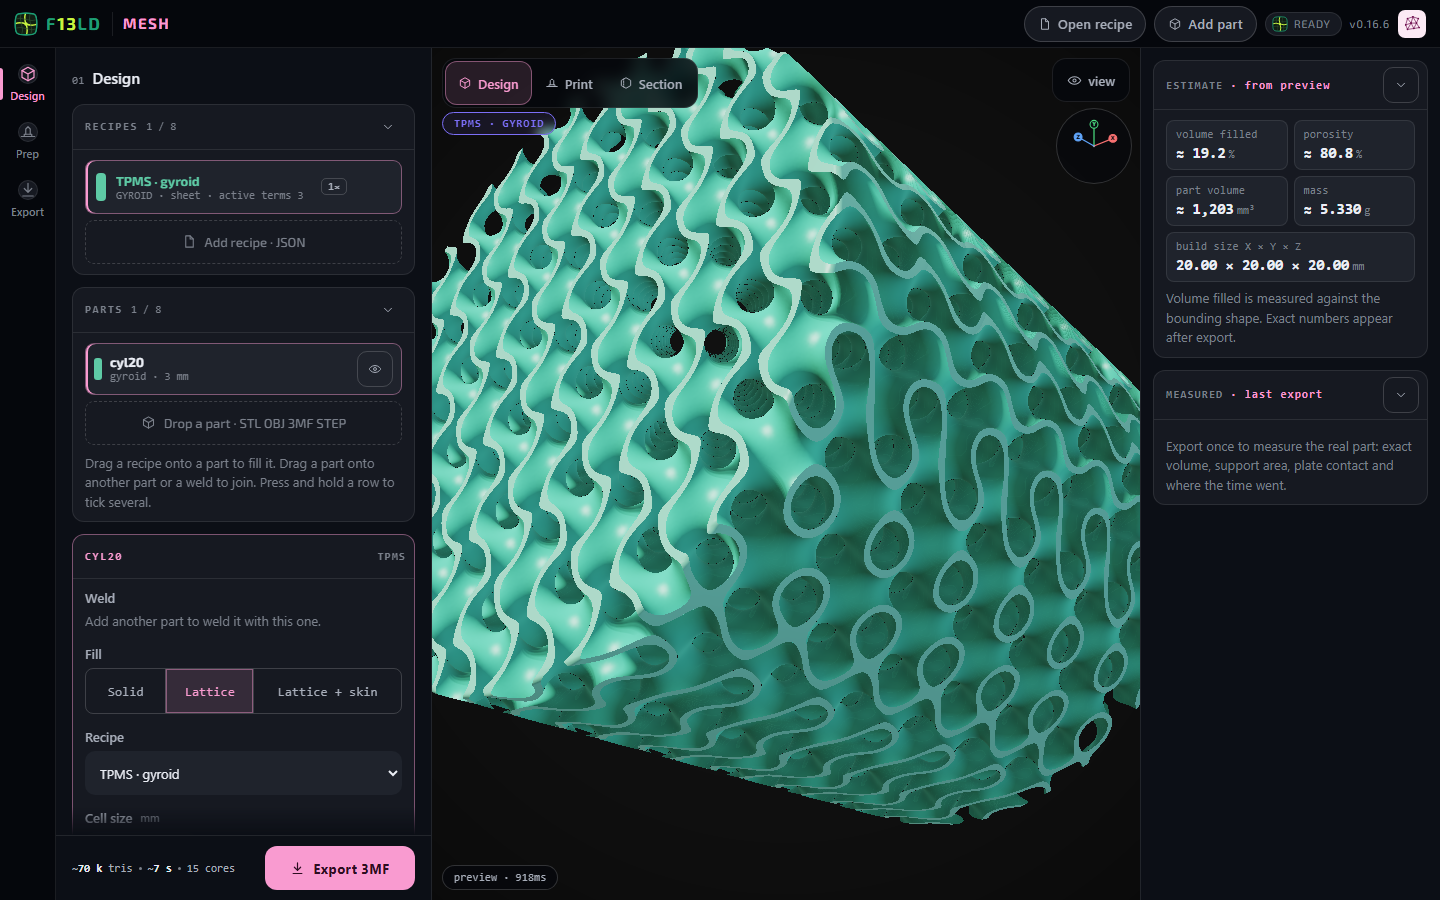 F13LD MESH
Open recipe
Add part
READY
v0.16.6
Design
Prep
Export
01 Design
RECIPES 1 / 8
TPMS · gyroid
GYROID · sheet · active terms 3
1×
Add recipe · JSON
PARTS 1 / 8
cyl20
gyroid · 3 mm
Drop a part · STL OBJ 3MF STEP
Drag a recipe onto a part to fill it. Drag a part onto
another part or a weld to join. Press and hold a row to
tick several.
CYL20
TPMS
Weld
Add another part to weld it with this one.
Fill
Solid
Lattice
Lattice + skin
Recipe
TPMS · gyroid
Cell size mm
~70 k tris • ~7 s • 15 cores
Export 3MF
Design
Print
Section
TPMS · GYROID
view
Y
Z
X
preview · 918ms
ESTIMATE · from preview
volume filled
≈ 19.2 %
porosity
≈ 80.8 %
part volume
≈ 1,203 mm³
mass
≈ 5.330 g
build size X × Y × Z
20.00 × 20.00 × 20.00 mm
Volume filled is measured against the
bounding shape. Exact numbers appear
after export.
MEASURED · last export
Export once to measure the real part: exact
volume, support area, plate contact and
where the time went.